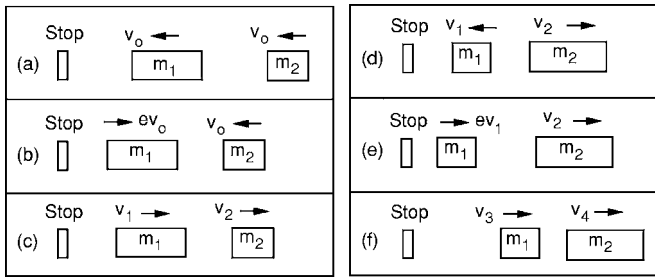 Stop v₀ v₀
(a) m₁ m₂
Stop ev₀ v₀
(b) m₁ m₂
Stop v₁ v₂
(c) m₁ m₂
Stop v₁ v₂
(d) m₁ m₂
Stop ev₁ v₂
(e) m₁ m₂
Stop v₃ v₄
(f) m₁ m₂